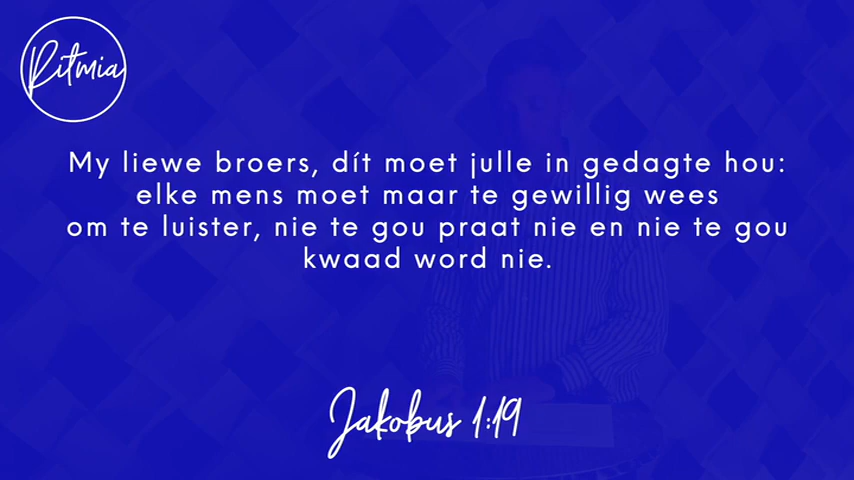 Ritmia
My liewe broers, dít moet julle in gedagte hou:
elke mens moet maar te gewillig wees
om te luister, nie te gou praat nie en nie te gou
kwaad word nie.
Jakobus 1:19